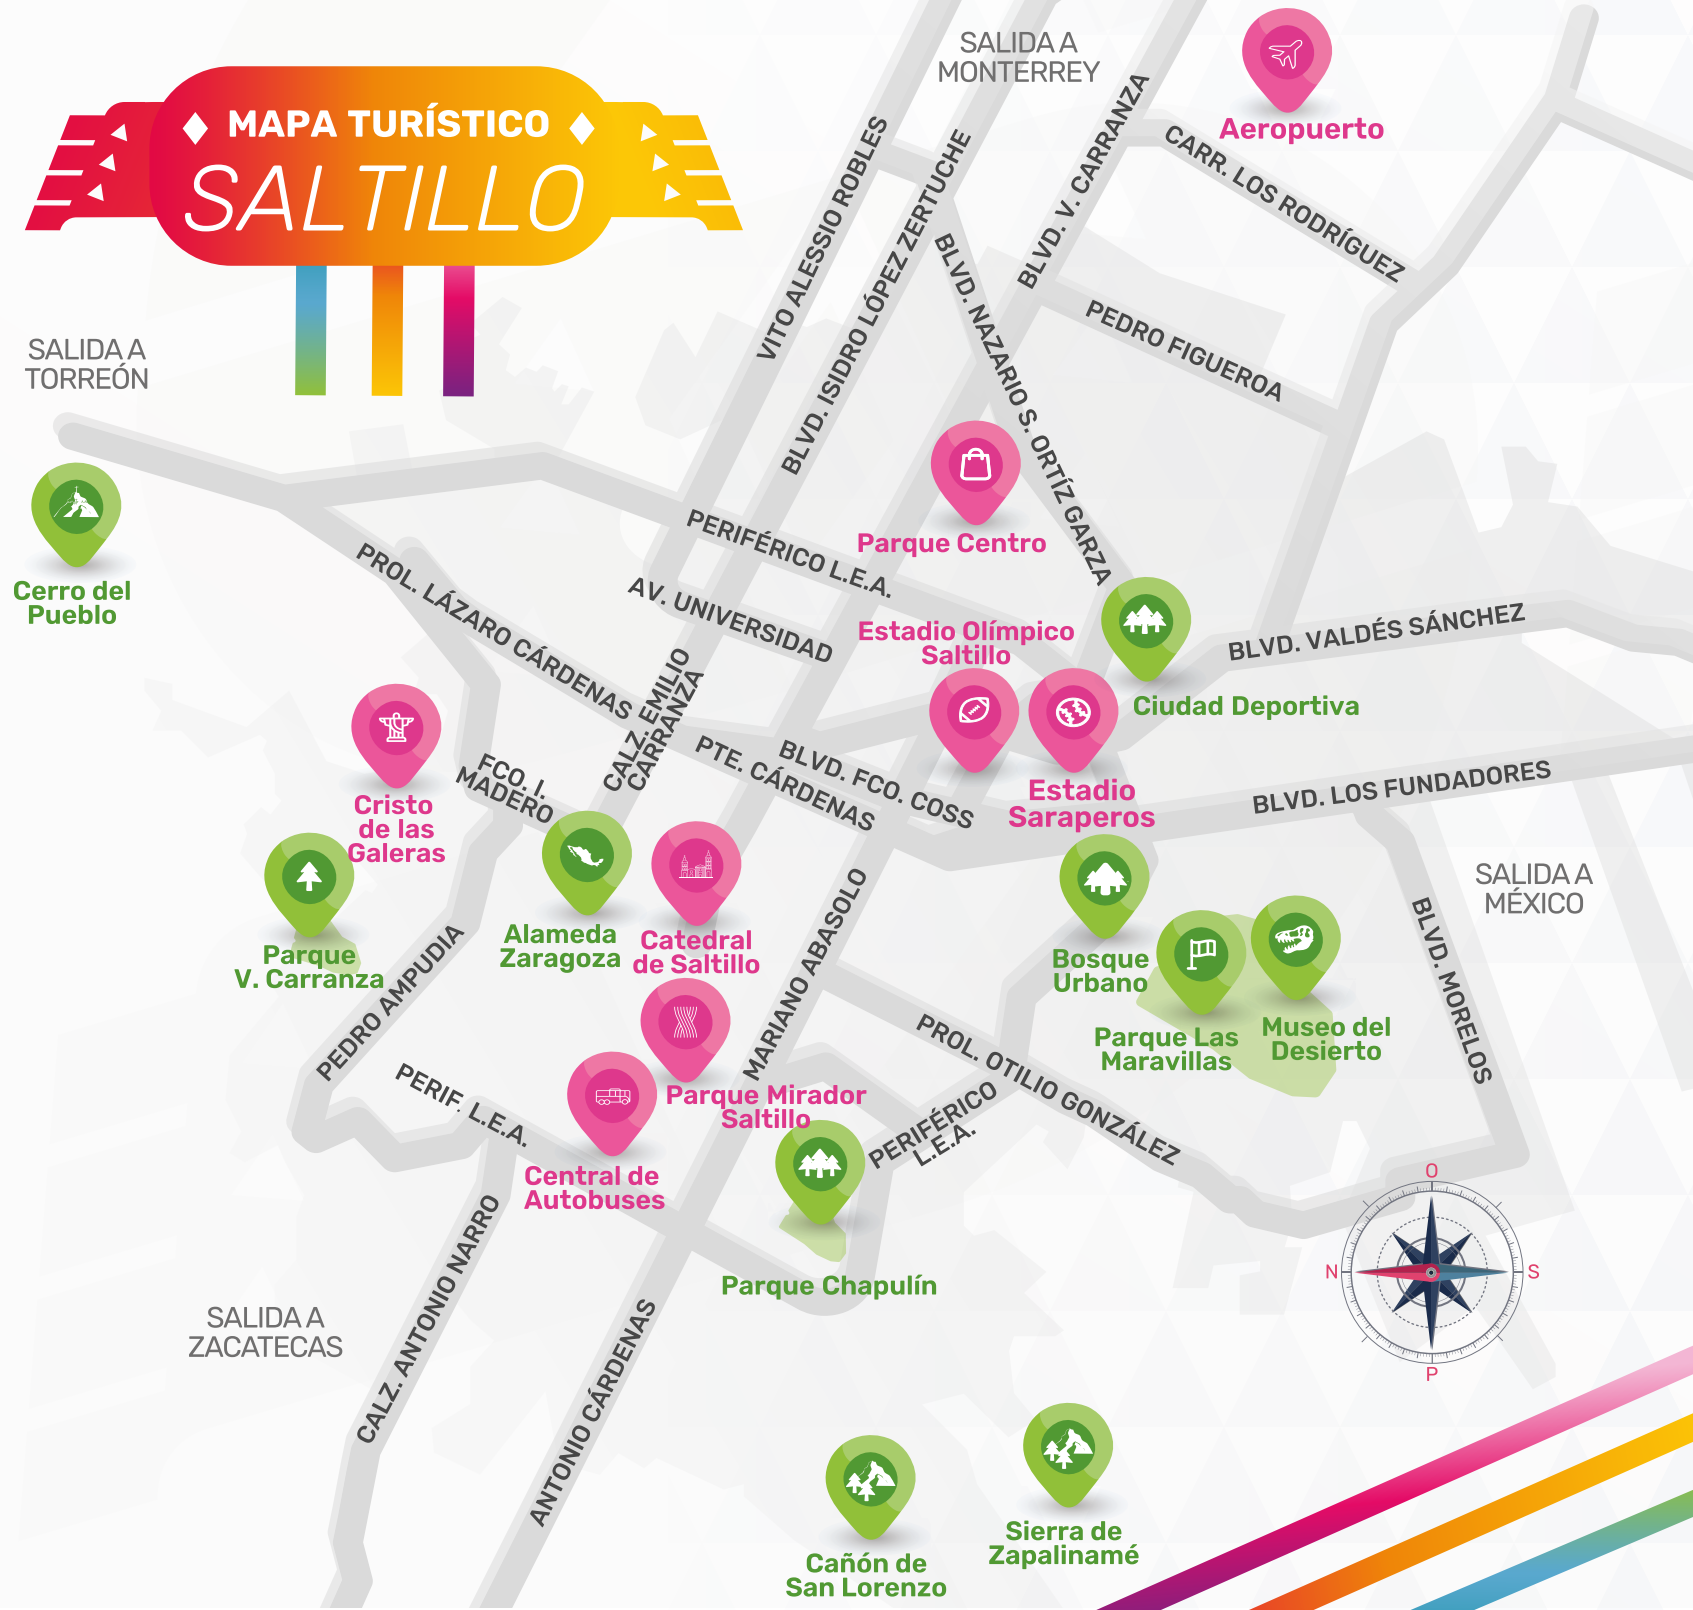 MAPA TURÍSTICO
SALTILLO
SALIDA A
MONTERREY
Aeropuerto
VITO ALESSIO ROBLES
BLVD. ISIDRO LÓPEZ ZERTUCHE
BLVD. V. CARRANZA
CARR. LOS RODRÍGUEZ
BLVD. NAZARIO S. ORTÍZ GARZA
PEDRO FIGUEROA
SALIDA A
TORREÓN
Cerro del
Pueblo
PERIFÉRICO L.E.A.
Parque Centro
PROL. LÁZARO CÁRDENAS
AV. UNIVERSIDAD
Estadio Olímpico
Saltillo
BLVD. VALDÉS SÁNCHEZ
Ciudad Deportiva
CALZ. EMILIO
CARRANZA
PTE. CÁRDENAS
BLVD. FCO. COSS
Estadio
Saraperos
BLVD. LOS FUNDADORES
FCO. I.
MADERO
Cristo
de las
Galeras
SALIDA A
MÉXICO
Parque
V. Carranza
Alameda
Zaragoza
Catedral
de Saltillo
MARIANO ABASOLO
Bosque
Urbano
Parque Las
Maravillas
Museo del
Desierto
BLVD. MORELOS
PEDRO AMPUDIA
PERIF. L.E.A.
Parque Mirador
Saltillo
PROL. OTILIO GONZÁLEZ
PERIFÉRICO
L.E.A.
Central de
Autobuses
Parque Chapulín
CALZ. ANTONIO NARRO
SALIDA A
ZACATECAS
ANTONIO CÁRDENAS
O
N
S
P
Sierra de
Zapalinamé
Cañón de
San Lorenzo